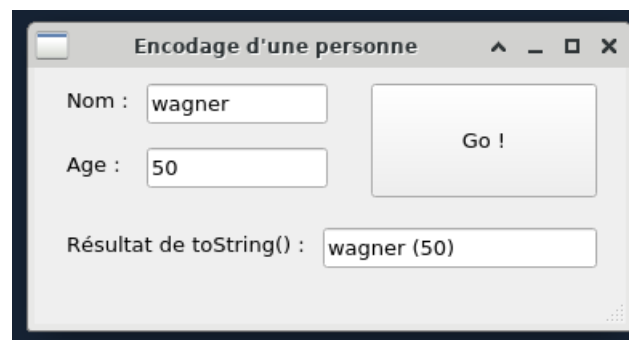 Encodage d'une personne
Nom : wagner
Go !
Age : 50
Résultat de toString() : wagner (50)